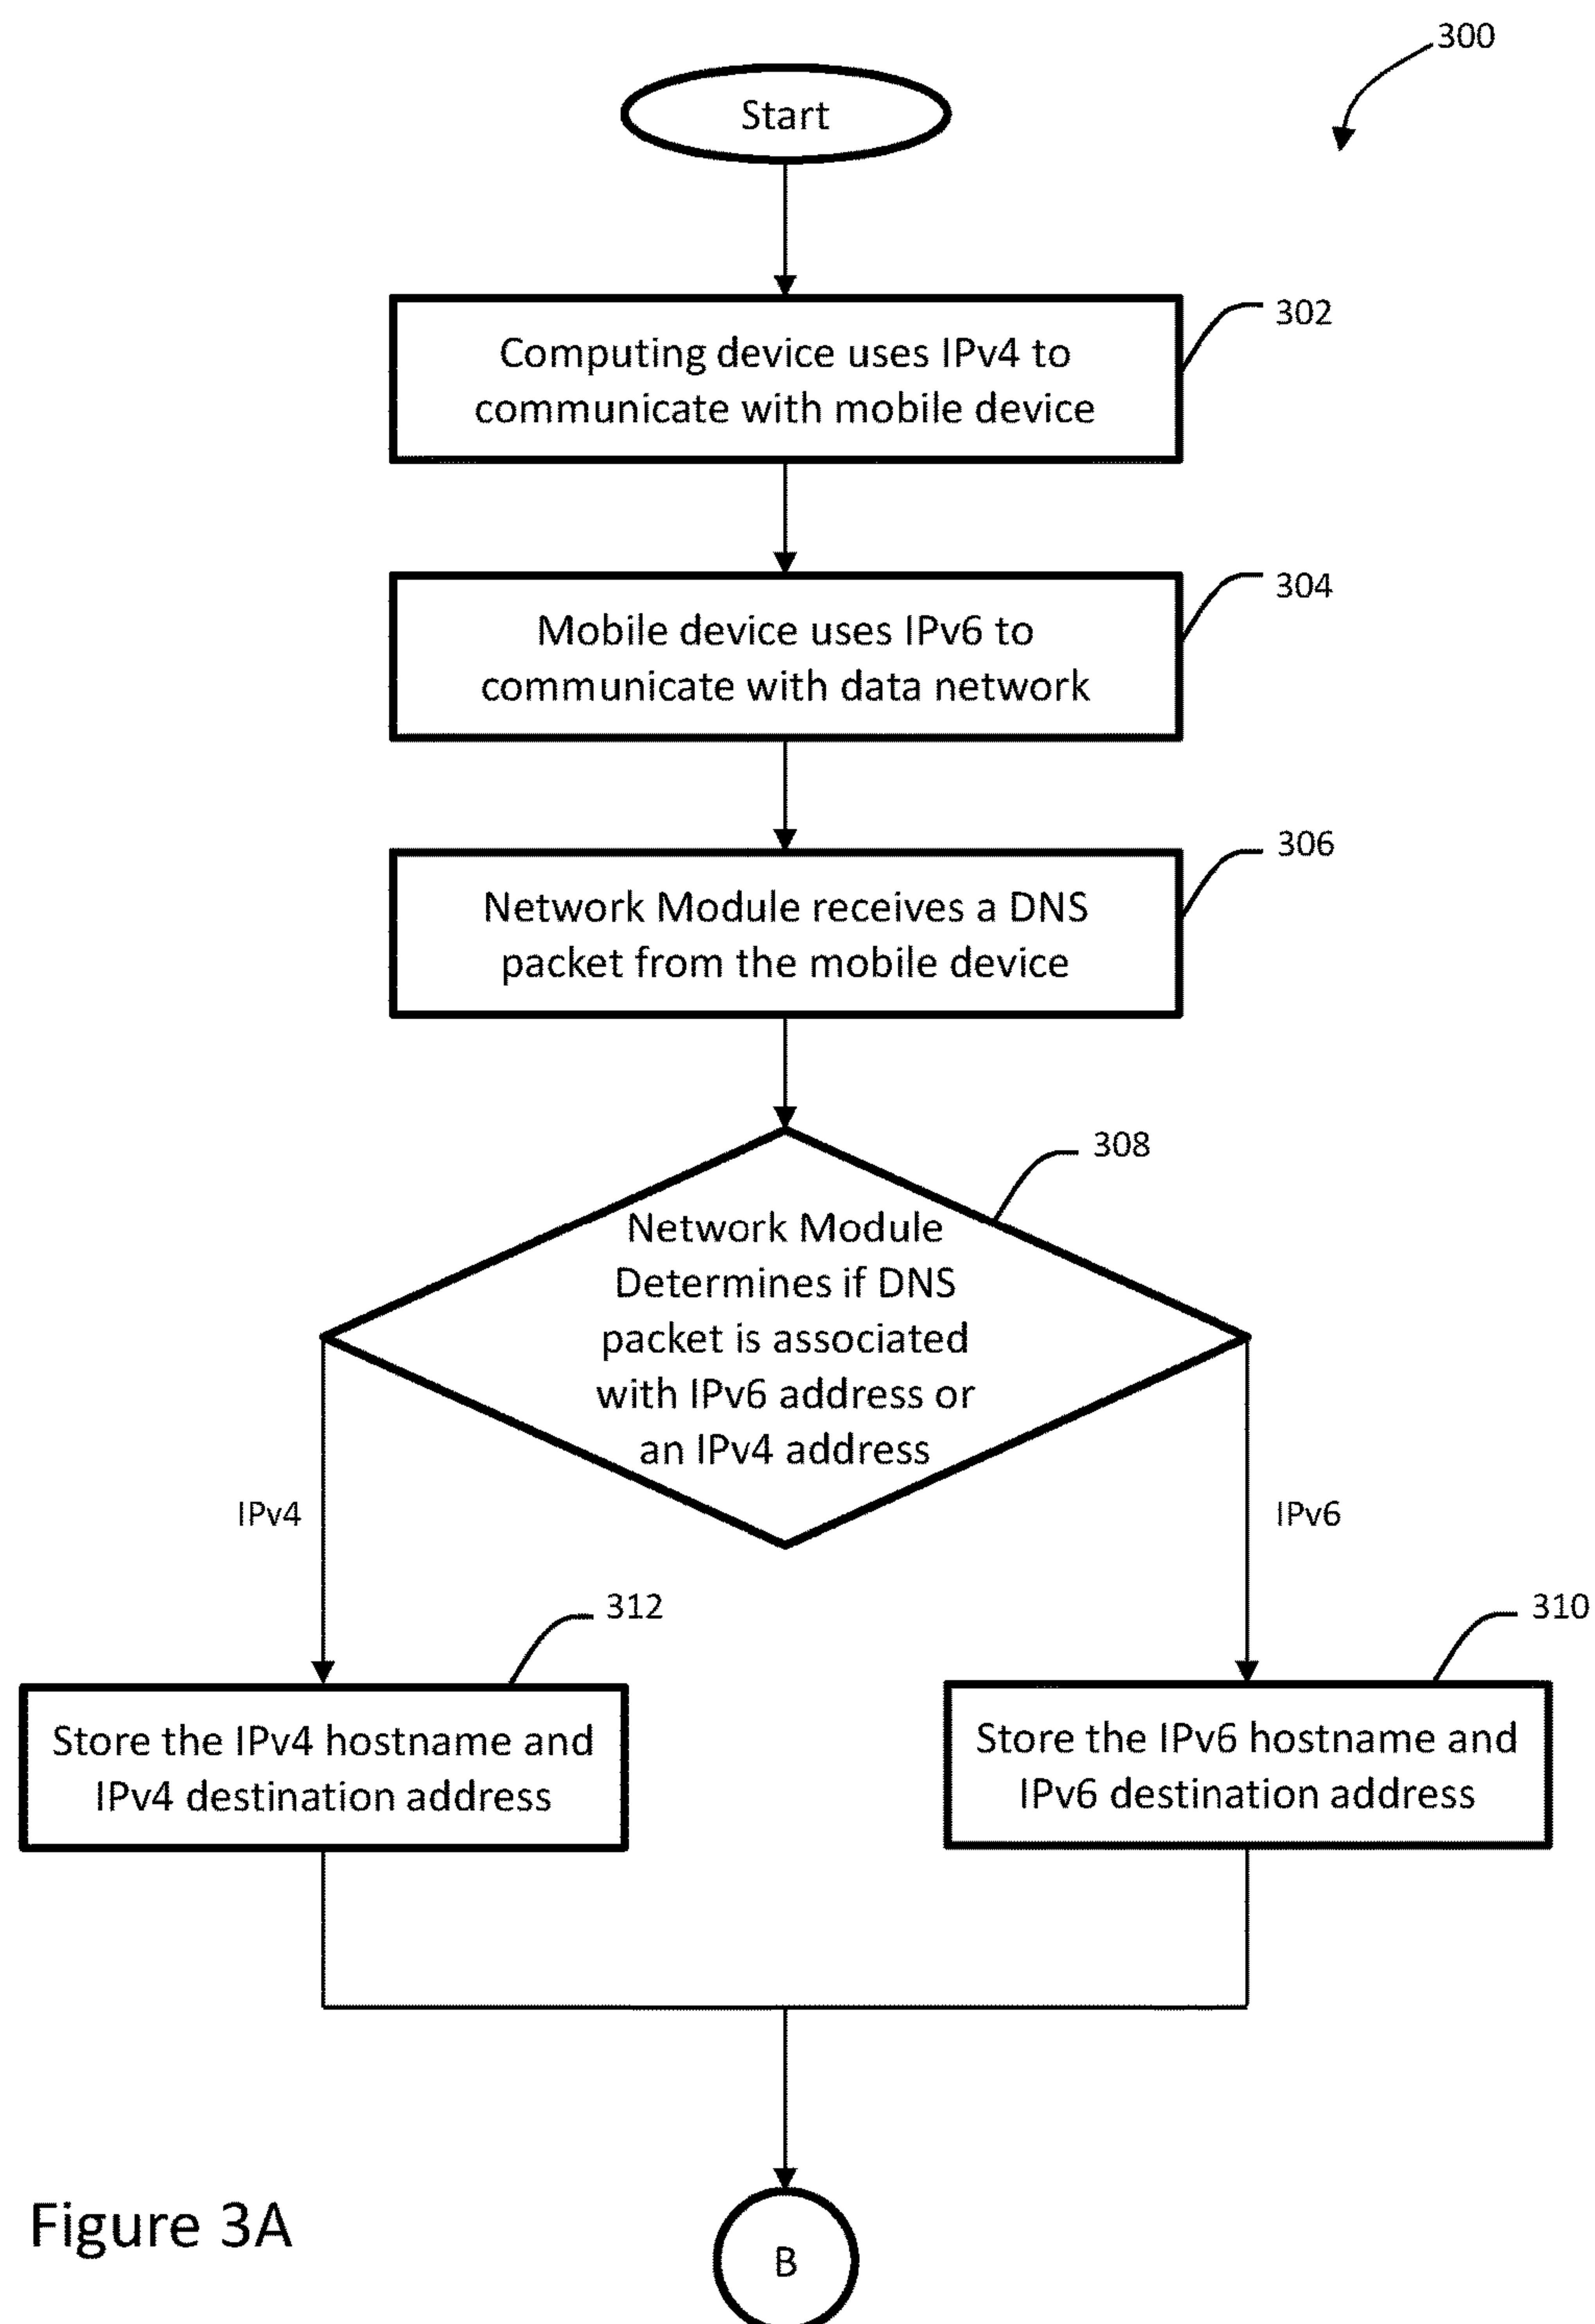 300
Start
302
Computing device uses IPv4 to
communicate with mobile device
304
Mobile device uses IPv6 to
communicate with data network
306
Network Module receives a DNS
packet from the mobile device
308
Network Module
Determines if DNS
packet is associated
with IPv6 address or
an IPv4 address
IPv4
IPv6
312
Store the IPv4 hostname and
IPv4 destination address
310
Store the IPv6 hostname and
IPv6 destination address
Figure 3A
B